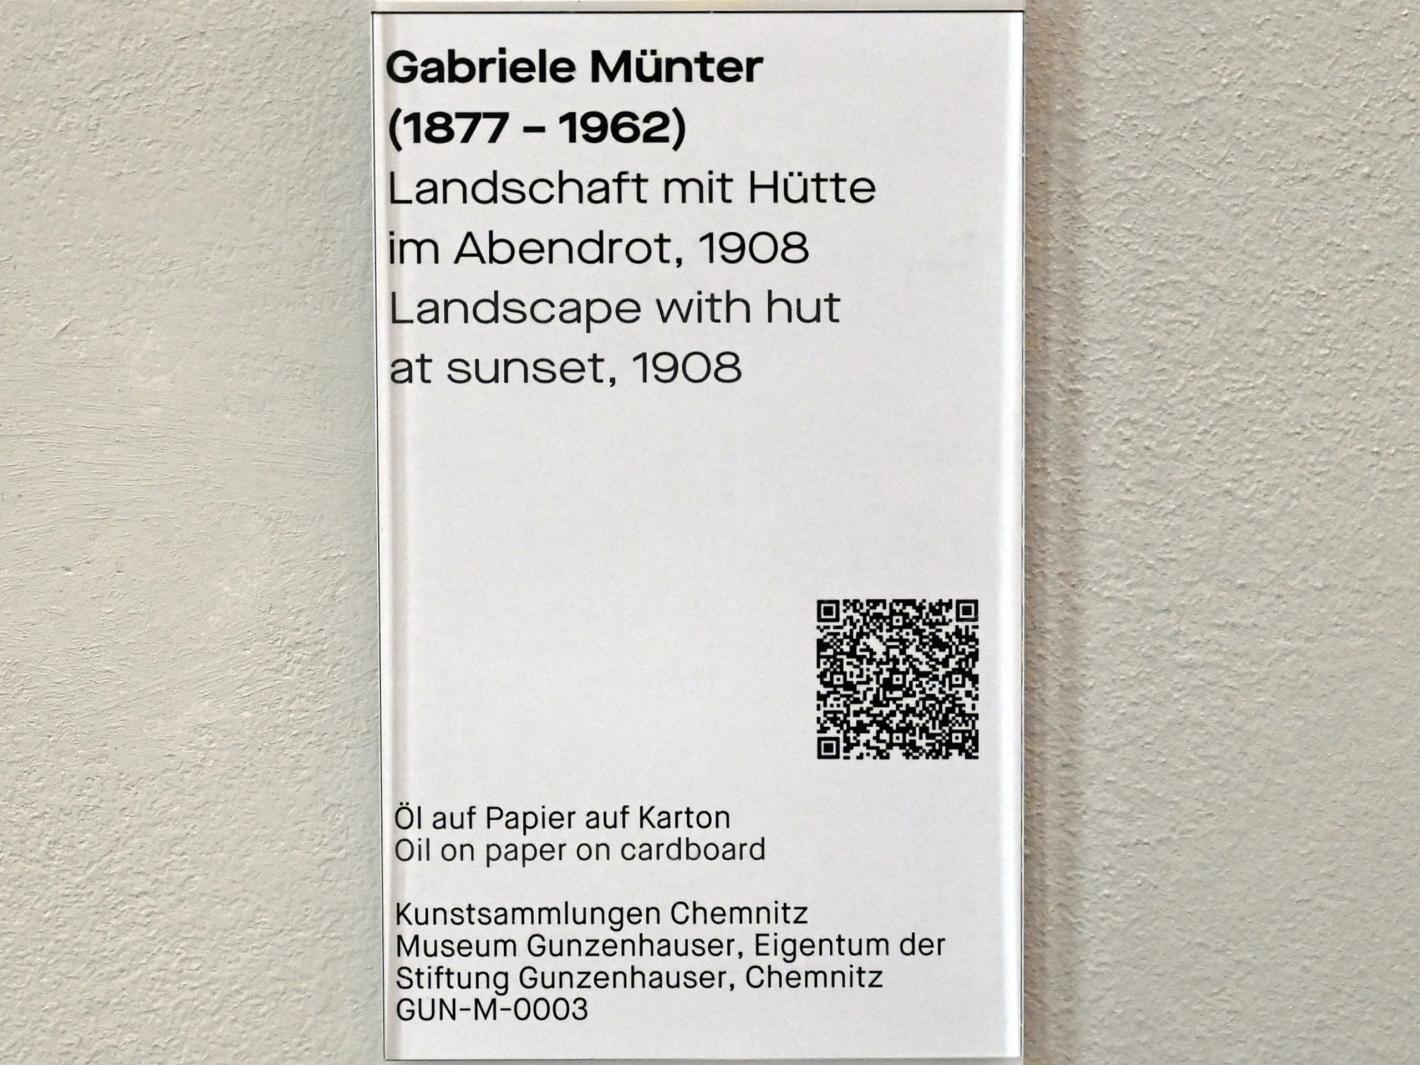 Gabriele Münter
(1877 – 1962)
Landschaft mit Hütte
im Abendrot, 1908
Landscape with hut
at sunset, 1908
Öl auf Papier auf Karton
Oil on paper on cardboard
Kunstsammlungen Chemnitz
Museum Gunzenhauser, Eigentum der
Stiftung Gunzenhauser, Chemnitz
GUN-M-0003